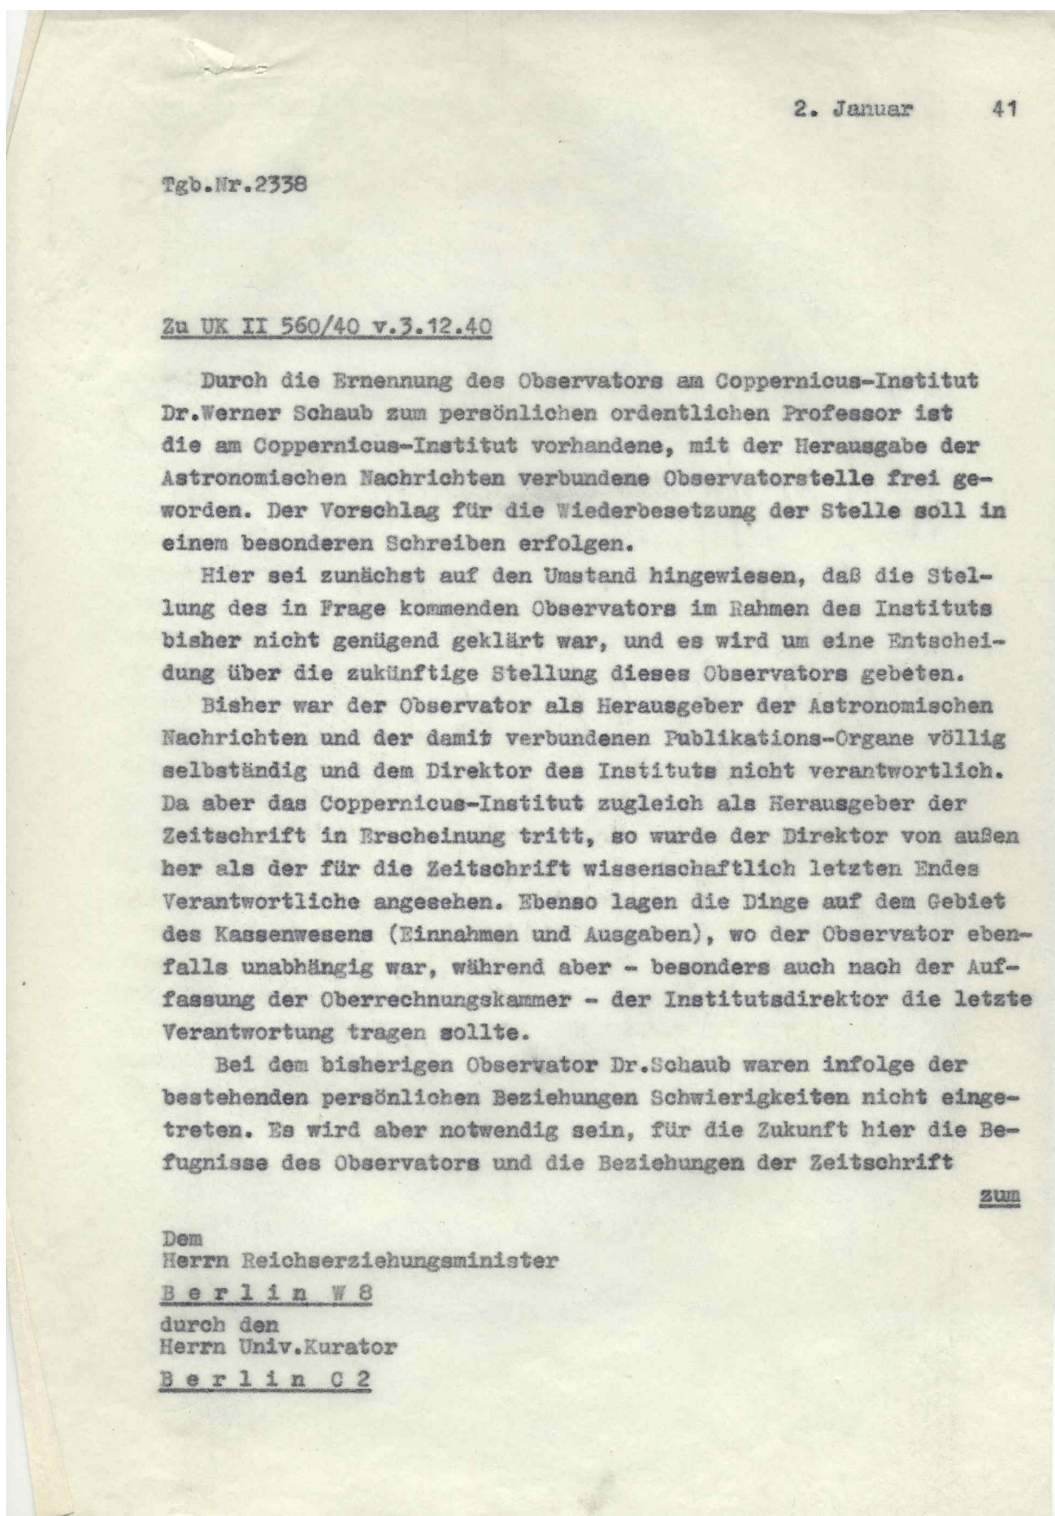 2. Januar 41
Tgb.Nr.2338
Zu UK II 560/40 v.3.12.40
Durch die Ernennung des Observators am Coppernicus-Institut
Dr.Werner Schaub zum persönlichen ordentlichen Professor ist
die am Coppernicus-Institut vorhandene, mit der Herausgabe der
Astronomischen Nachrichten verbundene Observatorstelle frei ge-
worden. Der Vorschlag für die Wiederbesetzung der Stelle soll in
einem besonderen Schreiben erfolgen.
Hier sei zunächst auf den Umstand hingewiesen, daß die Stel-
lung des in Frage kommenden Observators im Rahmen des Instituts
bisher nicht genügend geklärt war, und es wird um eine Entschei-
dung über die zukünftige Stellung dieses Observators gebeten.
Bisher war der Observator als Herausgeber der Astronomischen
Nachrichten und der damit verbundenen Publikations-Organe völlig
selbständig und dem Direktor des Instituts nicht verantwortlich.
Da aber das Coppernicus-Institut zugleich als Herausgeber der
Zeitschrift in Erscheinung tritt, so wurde der Direktor von außen
her als der für die Zeitschrift wissenschaftlich letzten Endes
Verantwortliche angesehen. Ebenso lagen die Dinge auf dem Gebiet
des Kassenwesens (Einnahmen und Ausgaben), wo der Observator eben-
falls unabhängig war, während aber - besonders auch nach der Auf-
fassung der Oberrechnungskammer - der Institutsdirektor die letzte
Verantwortung tragen sollte.
Bei dem bisherigen Observator Dr.Schaub waren infolge der
bestehenden persönlichen Beziehungen Schwierigkeiten nicht einge-
treten. Es wird aber notwendig sein, für die Zukunft hier die Be-
fugnisse des Observators und die Beziehungen der Zeitschrift
zum
Dem
Herrn Reichserziehungsminister
B e r l i n W 8
durch den
Herrn Univ.Kurator
B e r l i n C 2